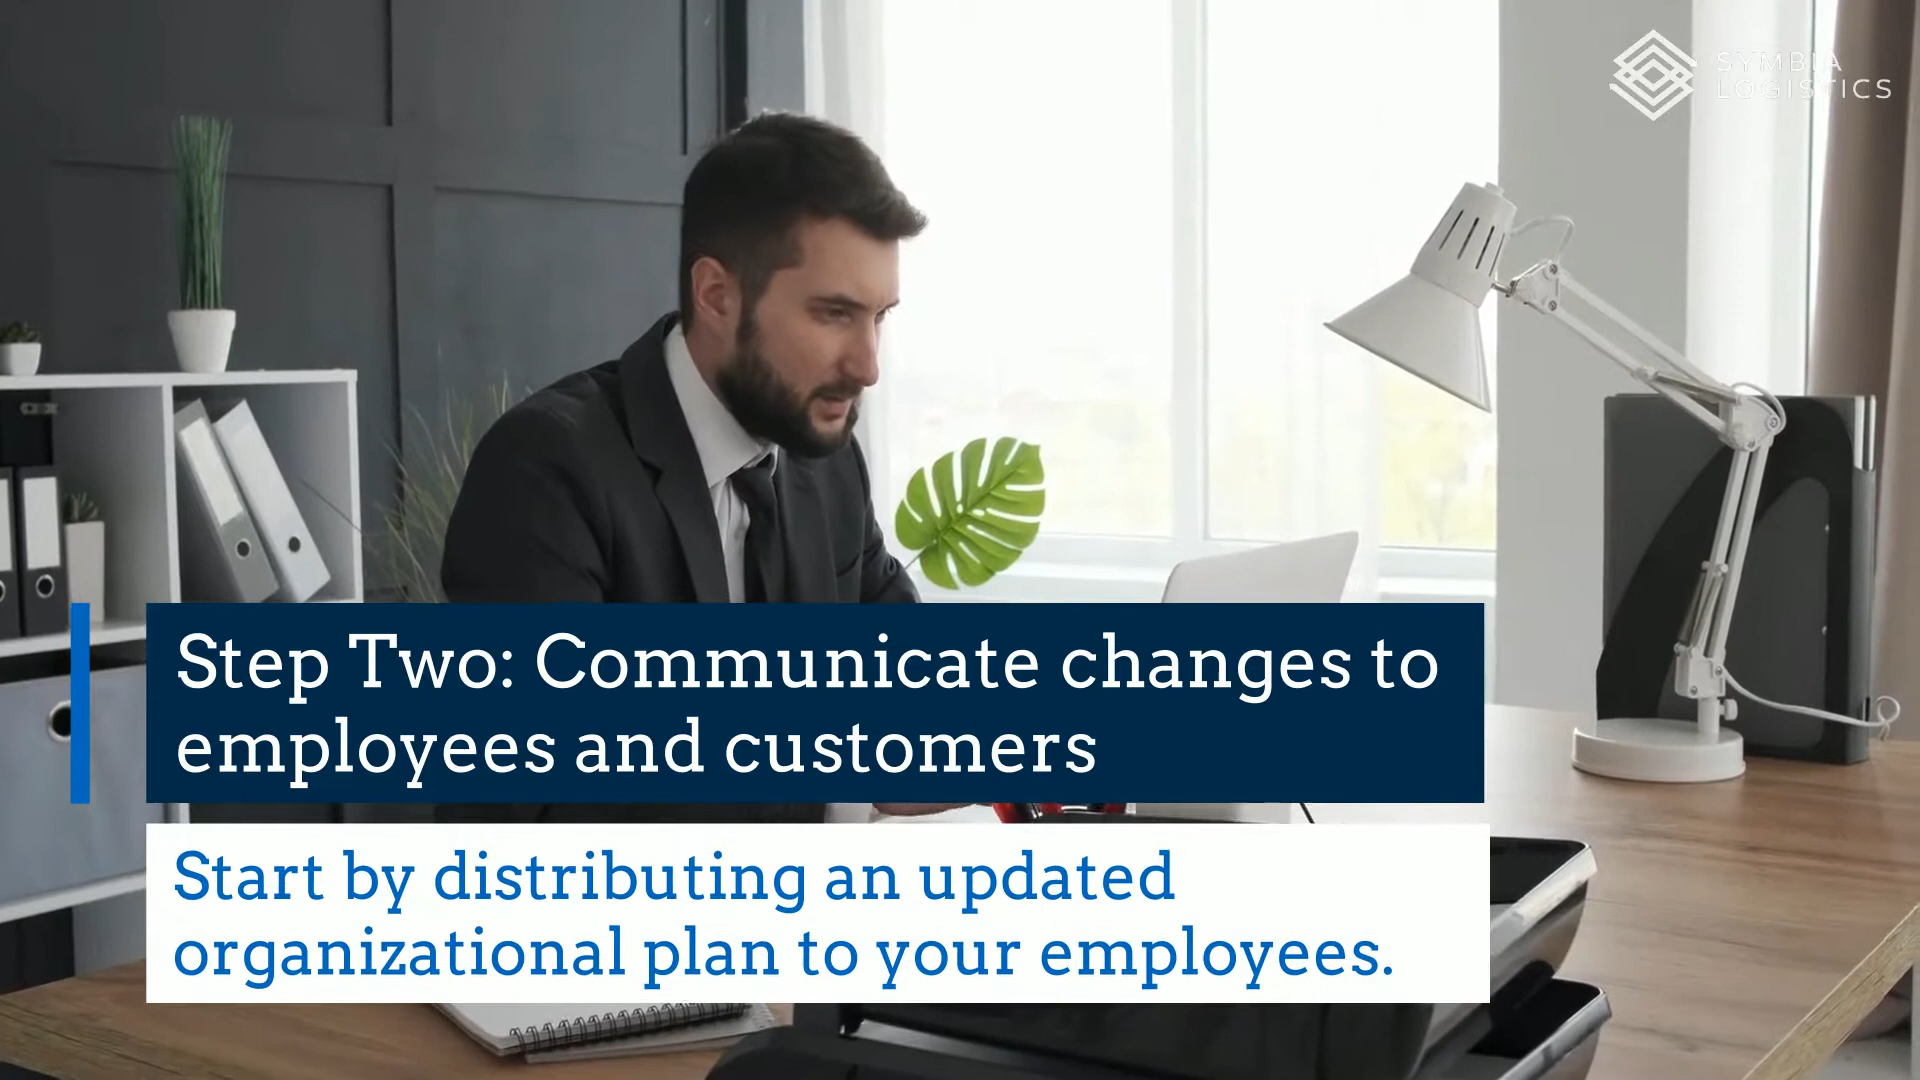 SYMBIA
LOGISTICS
Step Two: Communicate changes to
employees and customers
Start by distributing an updated
organizational plan to your employees.